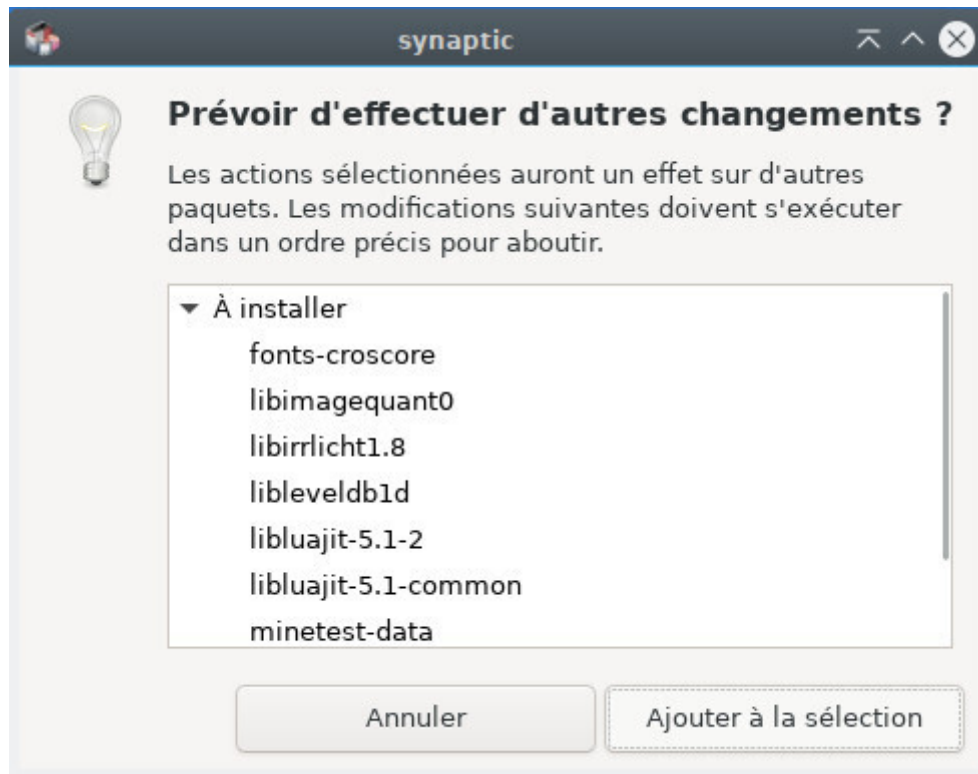 synaptic
Prévoir d'effectuer d'autres changements ?
Les actions sélectionnées auront un effet sur d'autres
paquets. Les modifications suivantes doivent s'exécuter
dans un ordre précis pour aboutir.
À installer
fonts-croscore
libimagequant0
libirrlicht1.8
libleveldb1d
libluajit-5.1-2
libluajit-5.1-common
minetest-data
Annuler
Ajouter à la sélection